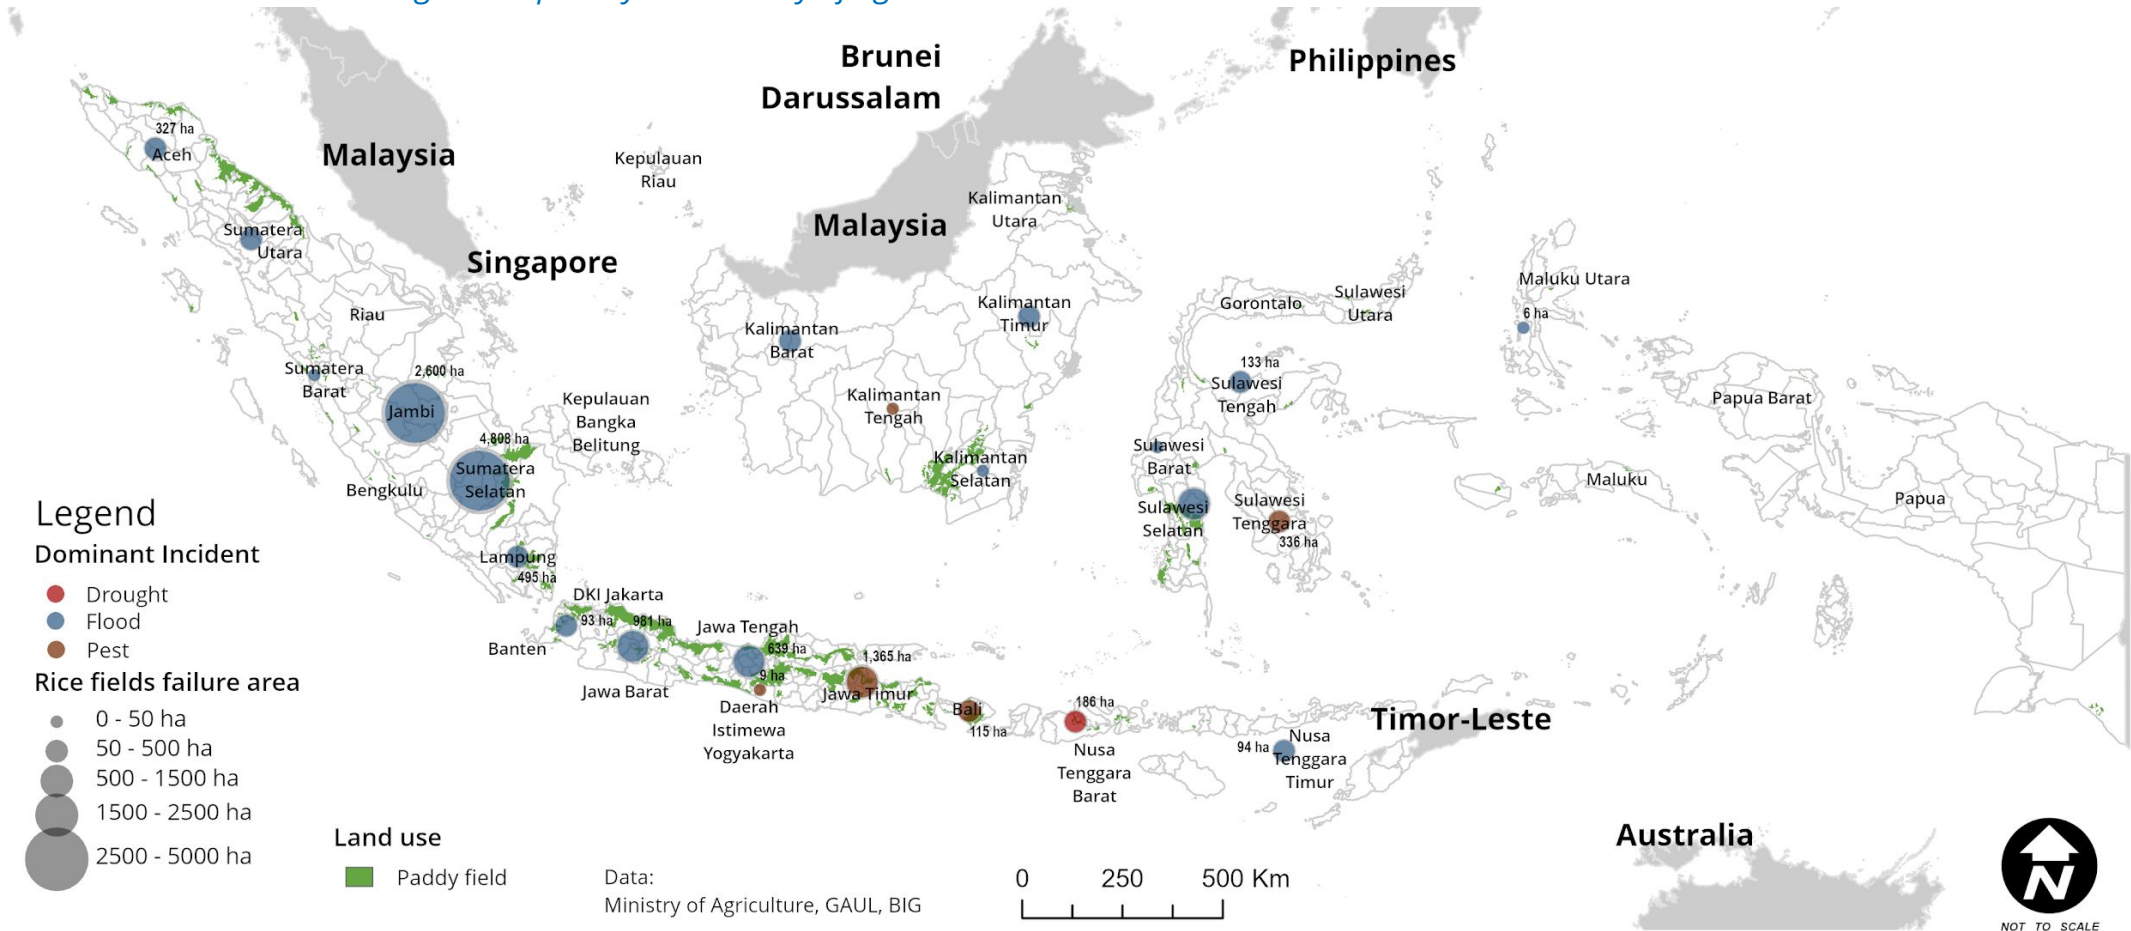 Brunei
Darussalam
Philippines
327 ha
Aceh
Malaysia
Kepulauan
Riau
Kalimantan
Utara
Malaysia
Sumatera
Utara
Singapore
Maluku Utara
Gorontalo
Sulawesi
Utara
Kalimantan
Timur
6 ha
Riau
Kalimantan
Barat
Sumatera
Barat
2,600 ha
Jambi
133 ha
Sulawesi
Tengah
Kalimantan
Tengah
Kepulauan
Bangka
Belitung
Papua Barat
4,808 ha
Sumatera
Selatan
Bengkulu
Kalimantan
Selatan
Sulawesi
Barat
Sulawesi
Selatan
Sulawesi
Tenggara
336 ha
Maluku
Papua
Lampung
495 ha
DKI Jakarta
93 ha
981 ha
Banten
Jawa Tengah
639 ha
9 ha
1,365 ha
Jawa Barat
Jawa Timur
Daerah
Istimewa
Yogyakarta
Bali
115 ha
186 ha
Nusa
Tenggara
Barat
94 ha
Nusa
Tenggara
Timur
Timor-Leste
Australia
Legend
Dominant Incident
Drought
Flood
Pest
Rice fields failure area
0 - 50 ha
50 - 500 ha
500 - 1500 ha
1500 - 2500 ha
2500 - 5000 ha
Land use
Paddy field
Data:
Ministry of Agriculture, GAUL, BIG
0 250 500 Km
N
NOT TO SCALE